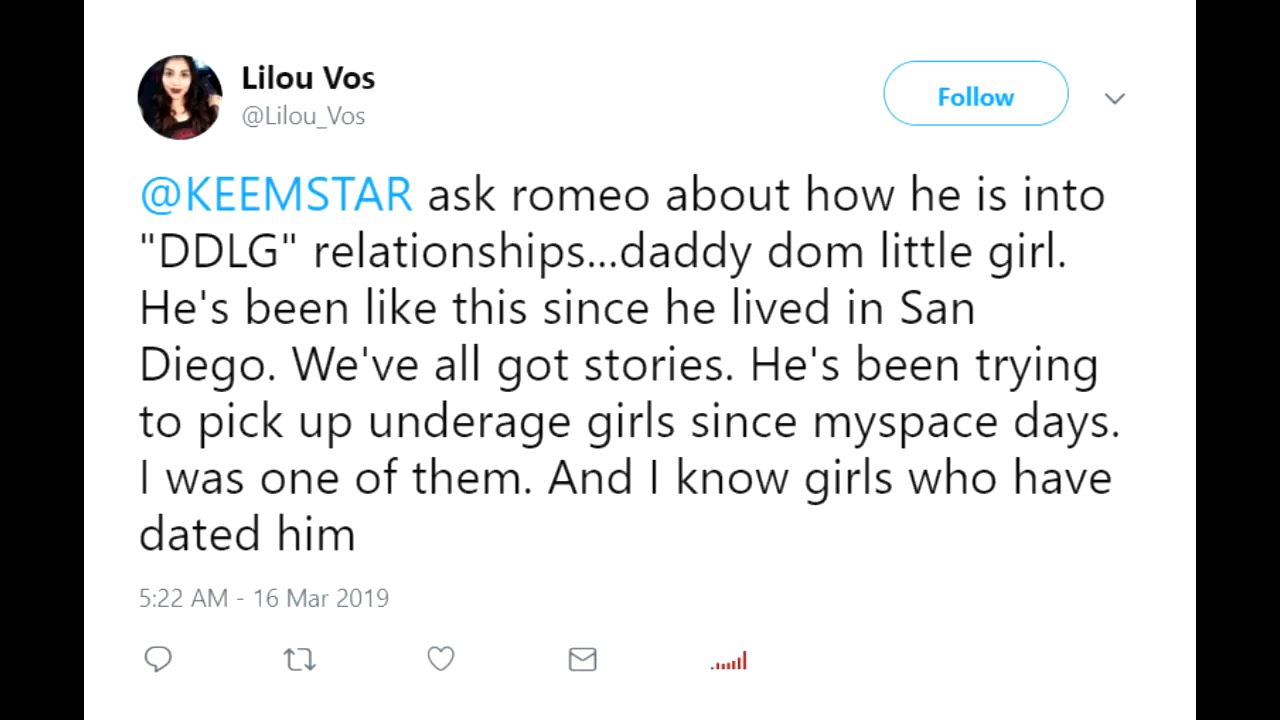 Lilou Vos
@Lilou_Vos
Follow
@KEEMSTAR ask romeo about how he is into
"DDLG" relationships...daddy dom little girl.
He's been like this since he lived in San
Diego. We've all got stories. He's been trying
to pick up underage girls since myspace days.
I was one of them. And I know girls who have
dated him
5:22 AM - 16 Mar 2019